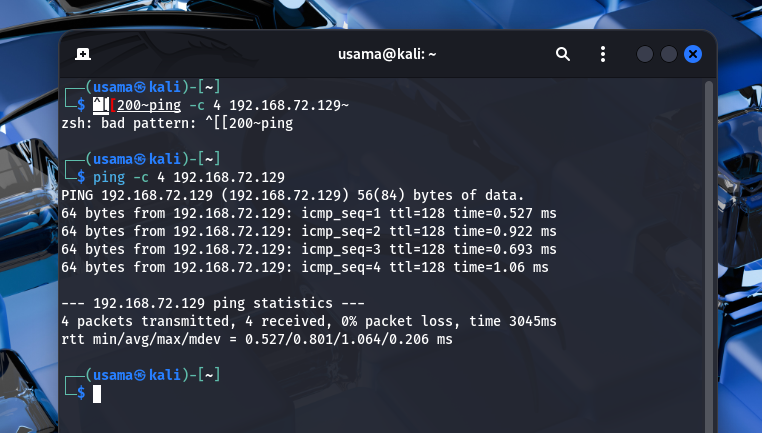 usama@kali: ~
┌──(usama㉿kali)-[~]
└─$ ^[[200~ping -c 4 192.168.72.129~
zsh: bad pattern: ^[[200~ping
┌──(usama㉿kali)-[~]
└─$ ping -c 4 192.168.72.129
PING 192.168.72.129 (192.168.72.129) 56(84) bytes of data.
64 bytes from 192.168.72.129: icmp_seq=1 ttl=128 time=0.527 ms
64 bytes from 192.168.72.129: icmp_seq=2 ttl=128 time=0.922 ms
64 bytes from 192.168.72.129: icmp_seq=3 ttl=128 time=0.693 ms
64 bytes from 192.168.72.129: icmp_seq=4 ttl=128 time=1.06 ms
--- 192.168.72.129 ping statistics ---
4 packets transmitted, 4 received, 0% packet loss, time 3045ms
rtt min/avg/max/mdev = 0.527/0.801/1.064/0.206 ms
┌──(usama㉿kali)-[~]
└─$